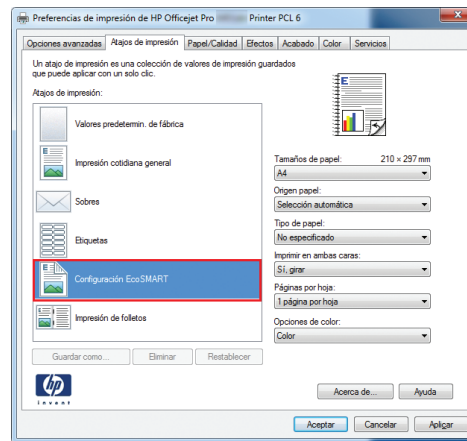 Preferencias de impresión de HP Officejet Pro Printer PCL 6
Opciones avanzadas Atajos de impresión Papel/Calidad Efectos Acabado Color Servicios
Un atajo de impresión es una colección de valores de impresión guardados
que puede aplicar con un solo clic.
Atajos de impresión:
Valores predetermin. de fábrica
Impresión cotidiana general
Sobres
Etiquetas
Configuración EcoSMART
Impresión de folletos
Guardar como... Eliminar Restablecer
E
Tamaños de papel: 210 × 297 mm
A4
Origen papel:
Selección automática
Tipo de papel:
No especificado
Imprimir en ambas caras:
Sí, girar
Páginas por hoja:
1 página por hoja
Opciones de color:
Color
hp
invent
Acerca de... Ayuda
Aceptar Cancelar Aplicar